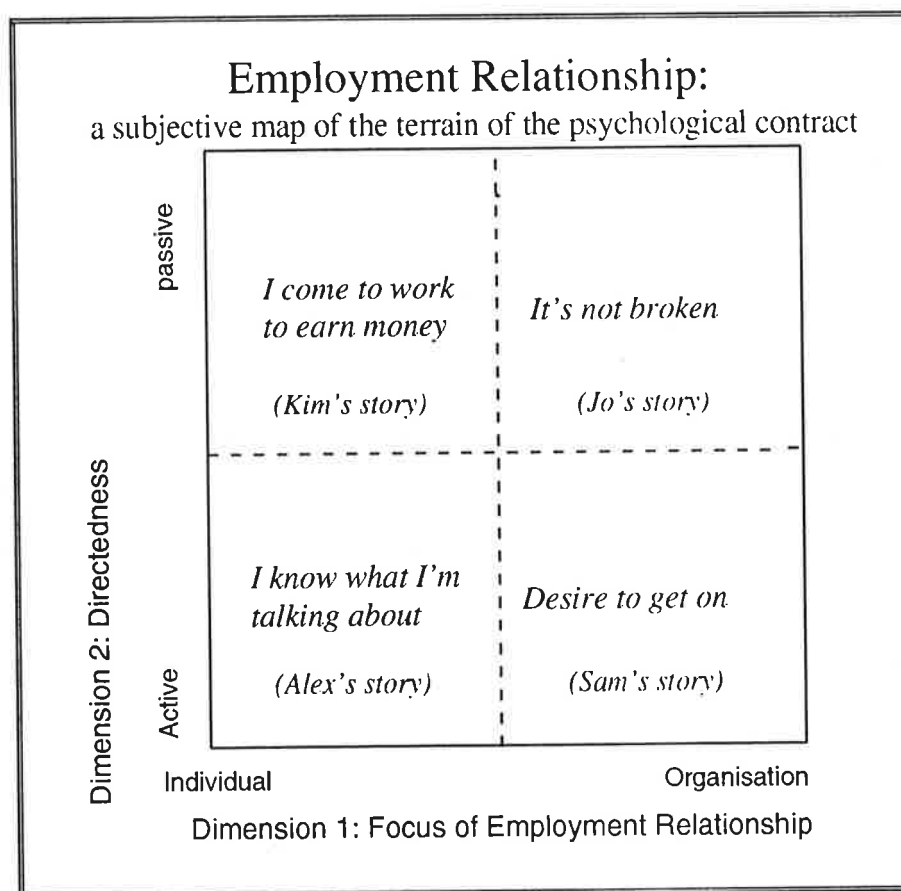 Employment Relationship:
a subjective map of the terrain of the psychological contract
passive
I come to work
to earn money
(Kim's story)
It's not broken
(Jo's story)
Dimension 2: Directedness
Active
I know what I'm
talking about
(Alex's story)
Desire to get on
(Sam's story)
Individual
Organisation
Dimension 1: Focus of Employment Relationship